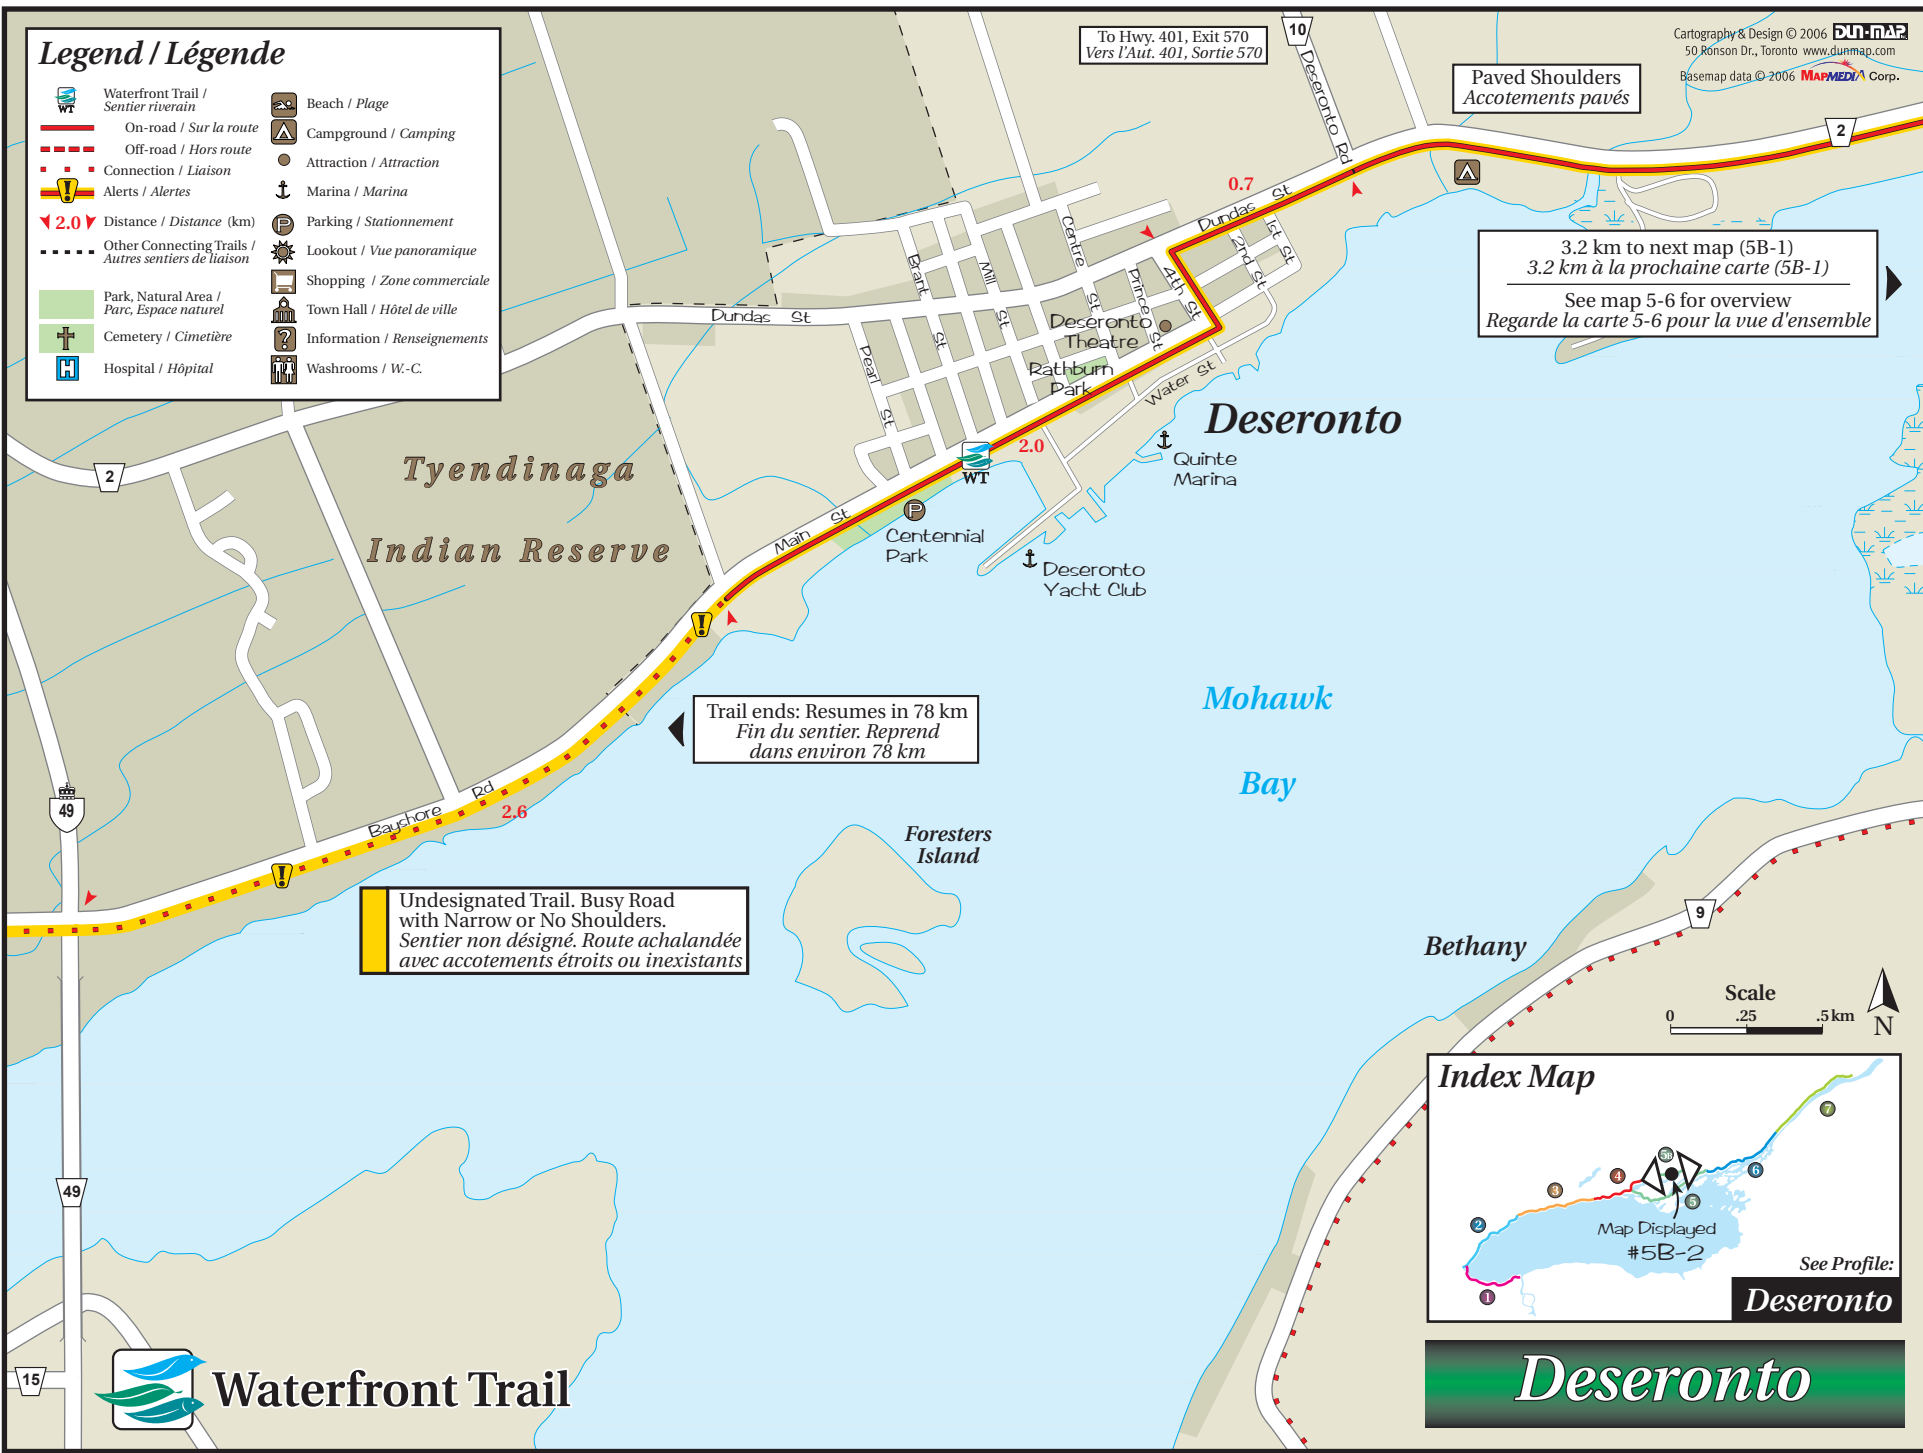 Legend / Légende
WT
Waterfront Trail /
Sentier riverain
On-road / Sur la route
Off-road / Hors route
Connection / Liaison
! Alerts / Alertes
2.0 Distance / Distance (km)
Other Connecting Trails /
Autres sentiers de liaison
Park, Natural Area /
Parc, Espace naturel
Cemetery / Cimetière
H Hospital / Hôpital
Beach / Plage
Campground / Camping
Attraction / Attraction
Marina / Marina
P Parking / Stationnement
Lookout / Vue panoramique
Shopping / Zone commerciale
Town Hall / Hôtel de ville
? Information / Renseignements
Washrooms / W.-C.
To Hwy. 401, Exit 570
Vers l'Aut. 401, Sortie 570
10
Deseronto Rd
Paved Shoulders
Accotements pavés
Cartography & Design © 2006 DUN-MAP
50 Ronson Dr., Toronto www.dunmap.com
Basemap data © 2006 MAPMEDIA Corp.
2
0.7
Dundas St
1st St
2nd St
4th St
Prince St
Centre St
Mill St
Brant St
Pearl St
Dundas St
Deseronto
Theatre
Rathburn
Park
Water St
3.2 km to next map (5B-1)
3.2 km à la prochaine carte (5B-1)
See map 5-6 for overview
Regarde la carte 5-6 pour la vue d'ensemble
Deseronto
2
Tyendinaga
Indian Reserve
2.0
WT
Quinte
Marina
Main St
P
Centennial
Park
Deseronto
Yacht Club
!
Trail ends: Resumes in 78 km
Fin du sentier. Reprend
dans environ 78 km
Mohawk
Bay
49
Bayshore Rd
2.6
!
Foresters
Island
Undesignated Trail. Busy Road
with Narrow or No Shoulders.
Sentier non désigné. Route achalandée
avec accotements étroits ou inexistants
9
Bethany
Scale
0 .25 .5 km
N
49
15
Index Map
1
2
3
4
5B
5
6
7
Map Displayed
#5B-2
See Profile:
Deseronto
Waterfront Trail
Deseronto